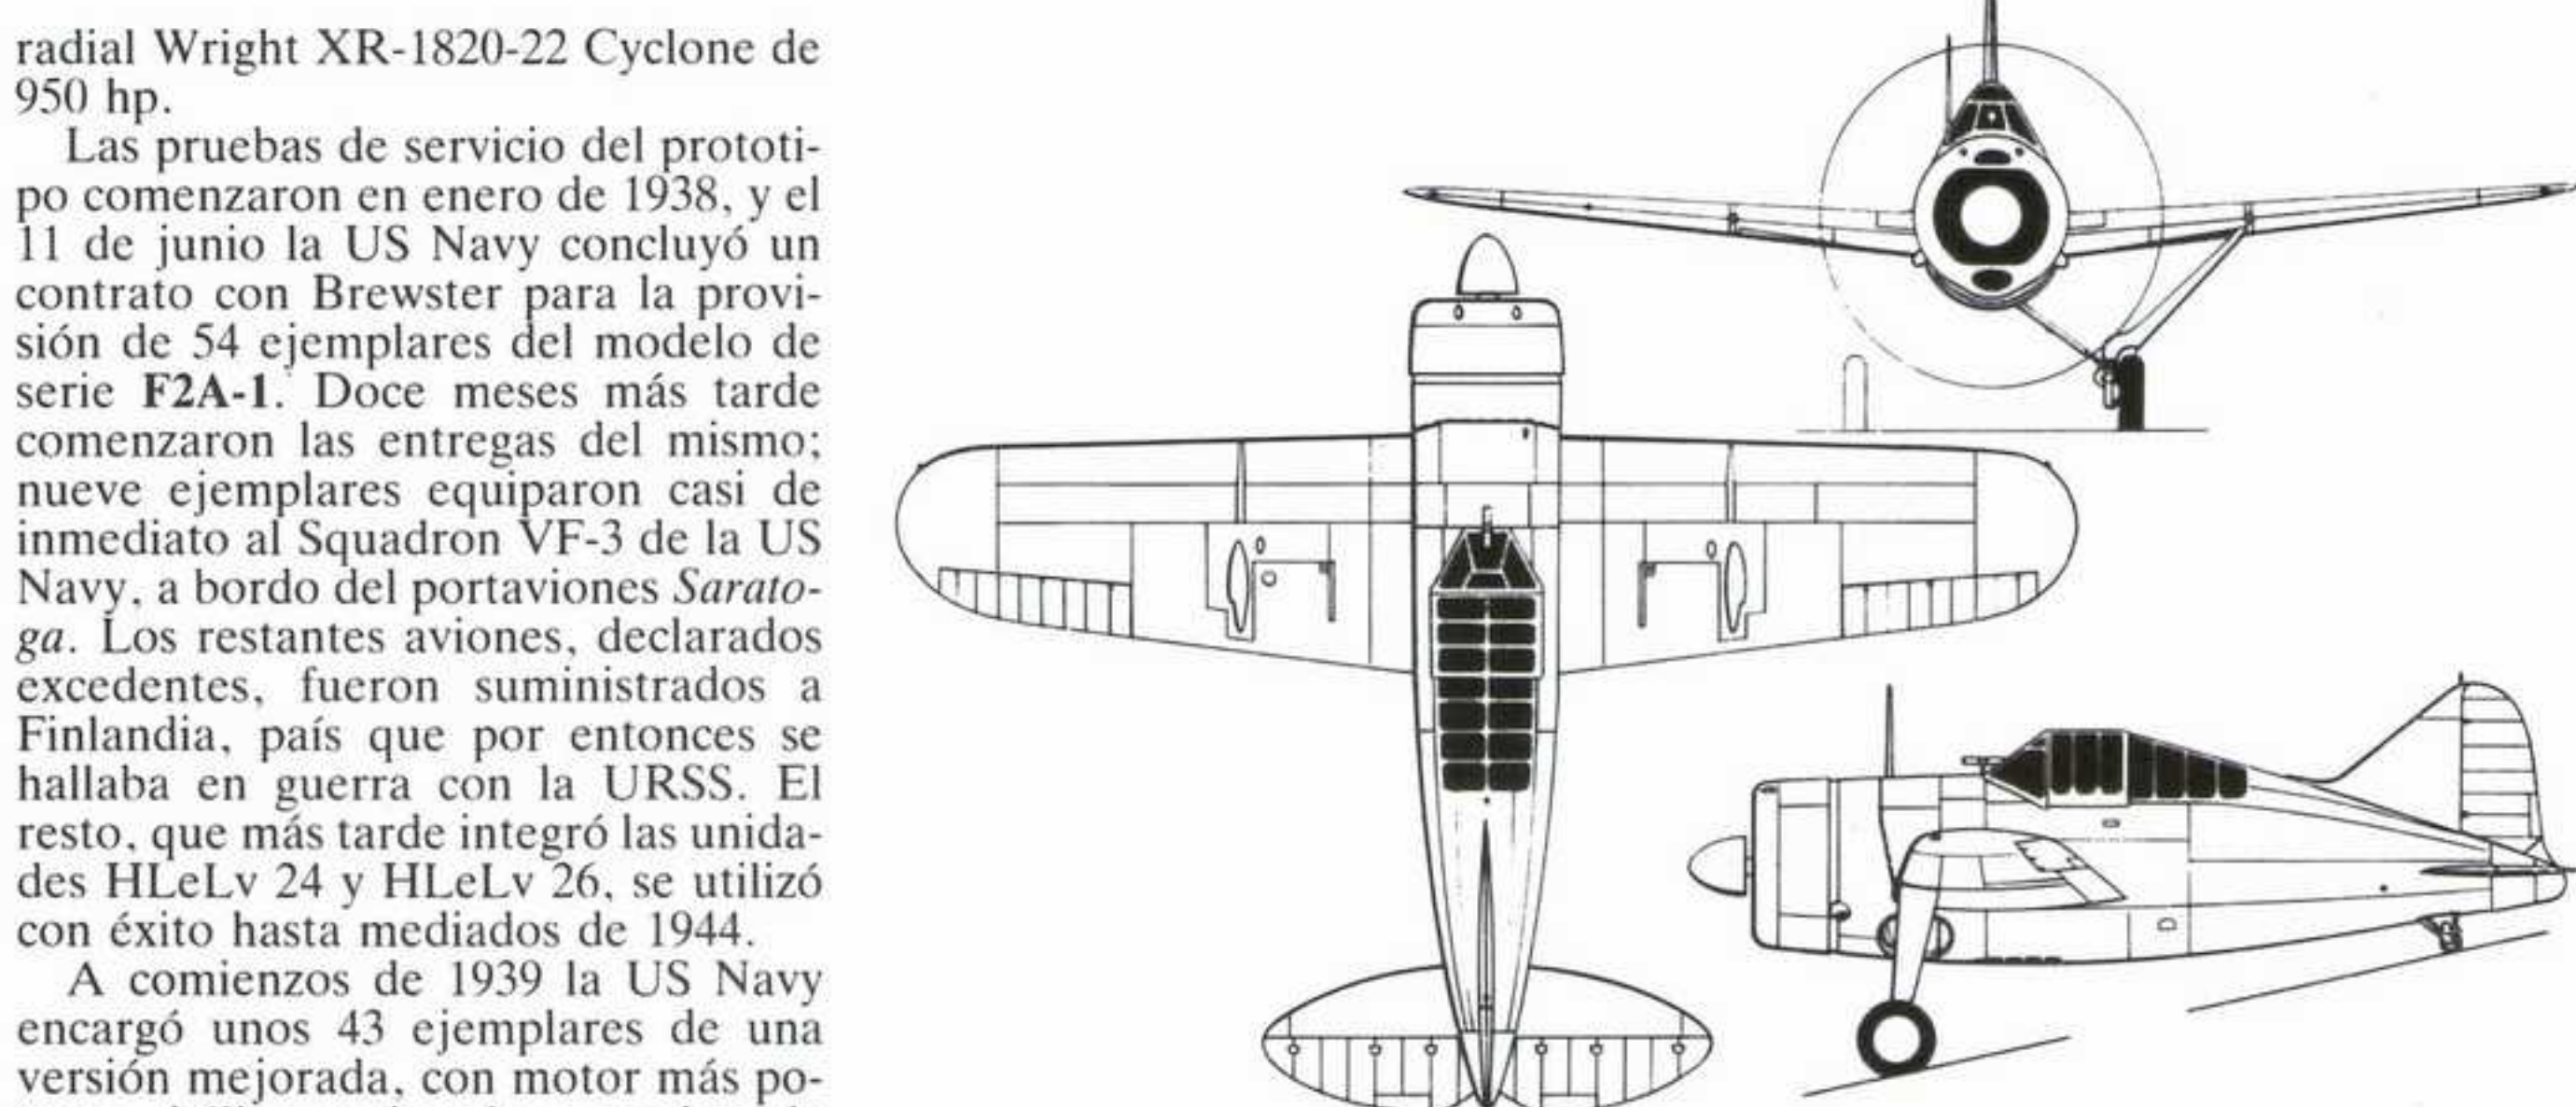 radial Wright XR-1820-22 Cyclone de
950 hp.
Las pruebas de servicio del prototi-
po comenzaron en enero de 1938, y el
11 de junio la US Navy concluyó un
contrato con Brewster para la provi-
sión de 54 ejemplares del modelo de
serie F2A-1. Doce meses más tarde
comenzaron las entregas del mismo;
nueve ejemplares equiparon casi de
inmediato al Squadron VF-3 de la US
Navy, a bordo del portaviones Sarato-
ga. Los restantes aviones, declarados
excedentes, fueron suministrados a
Finlandia, país que por entonces se
hallaba en guerra con la URSS. El
resto, que más tarde integró las unida-
des HLeLv 24 y HLeLv 26, se utilizó
con éxito hasta mediados de 1944.
A comienzos de 1939 la US Navy
encargó unos 43 ejemplares de una
versión mejorada, con motor más po-